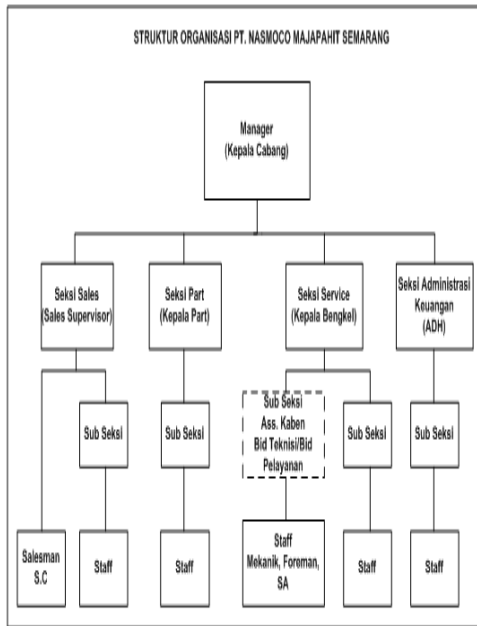 STRUKTUR ORGANISASI PT. NASMOCO MAJAPAHIT SEMARANG
Manager
(Kepala Cabang)
Seksi Sales
(Sales Supervisor)
Seksi Part
(Kepala Part)
Seksi Service
(Kepala Bengkel)
Seksi Administrasi
Keuangan
(ADH)
Sub Seksi
Sub Seksi
Sub Seksi
Ass. Kaben
Bid Teknisi/Bid
Pelayanan
Sub Seksi
Sub Seksi
Salesman
S.C
Staff
Staff
Staff
Mekanik, Foreman,
SA
Staff
Staff